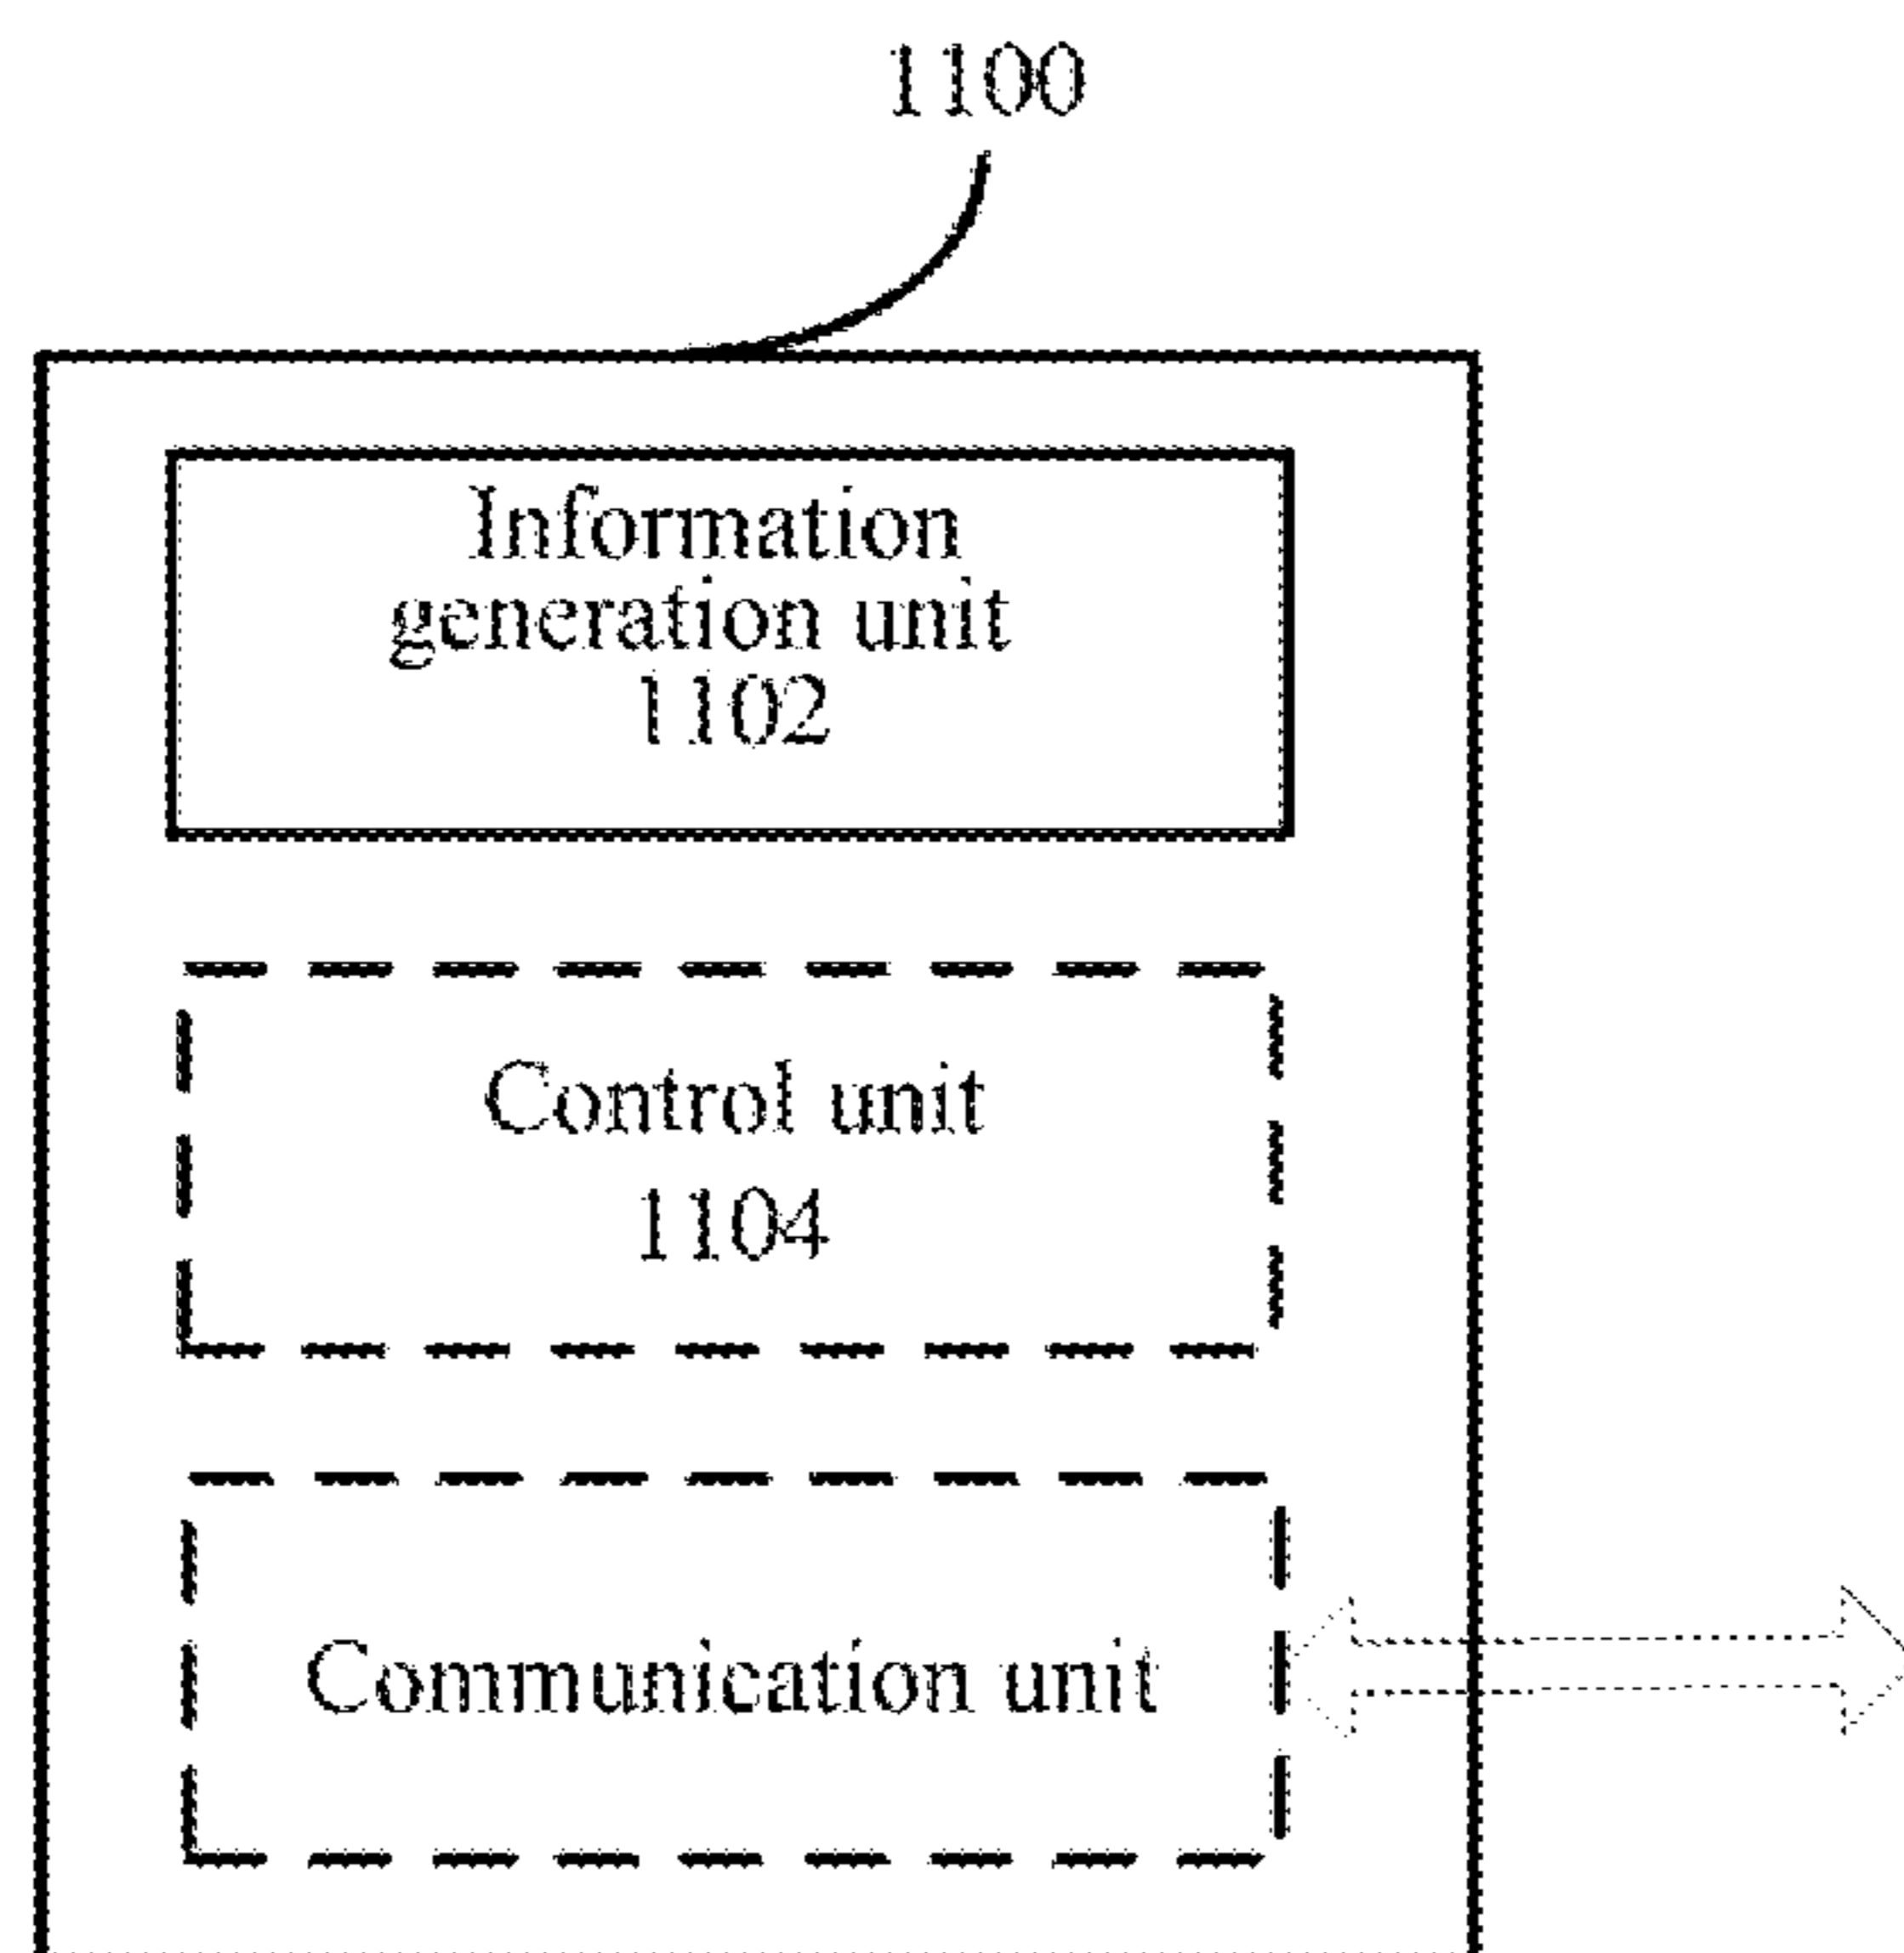 1100
Information
generation unit
1102
Control unit
1104
Communication unit